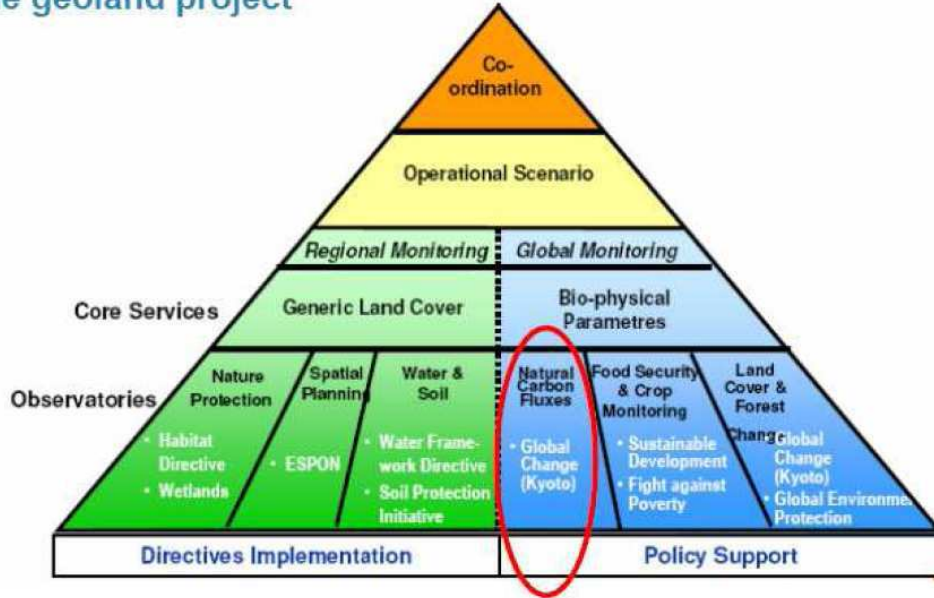 e geoland project
Co-
ordination
Operational Scenario
Regional Monitoring
Global Monitoring
Core Services
Generic Land Cover
Bio-physical
Parametres
Observatories
Nature
Protection
• Habitat
Directive
• Wetlands
Spatial
Planning
• ESPON
Water &
Soil
• Water Frame-
work Directive
• Soil Protection
Initiative
Natural
Carbon
Fluxes
• Global
Change
(Kyoto)
Food Security
& Crop
Monitoring
• Sustainable
Development
• Fight against
Poverty
Land
Cover &
Forest
Change
• Global
Change
(Kyoto)
• Global Environmen
Protection
Directives Implementation
Policy Support